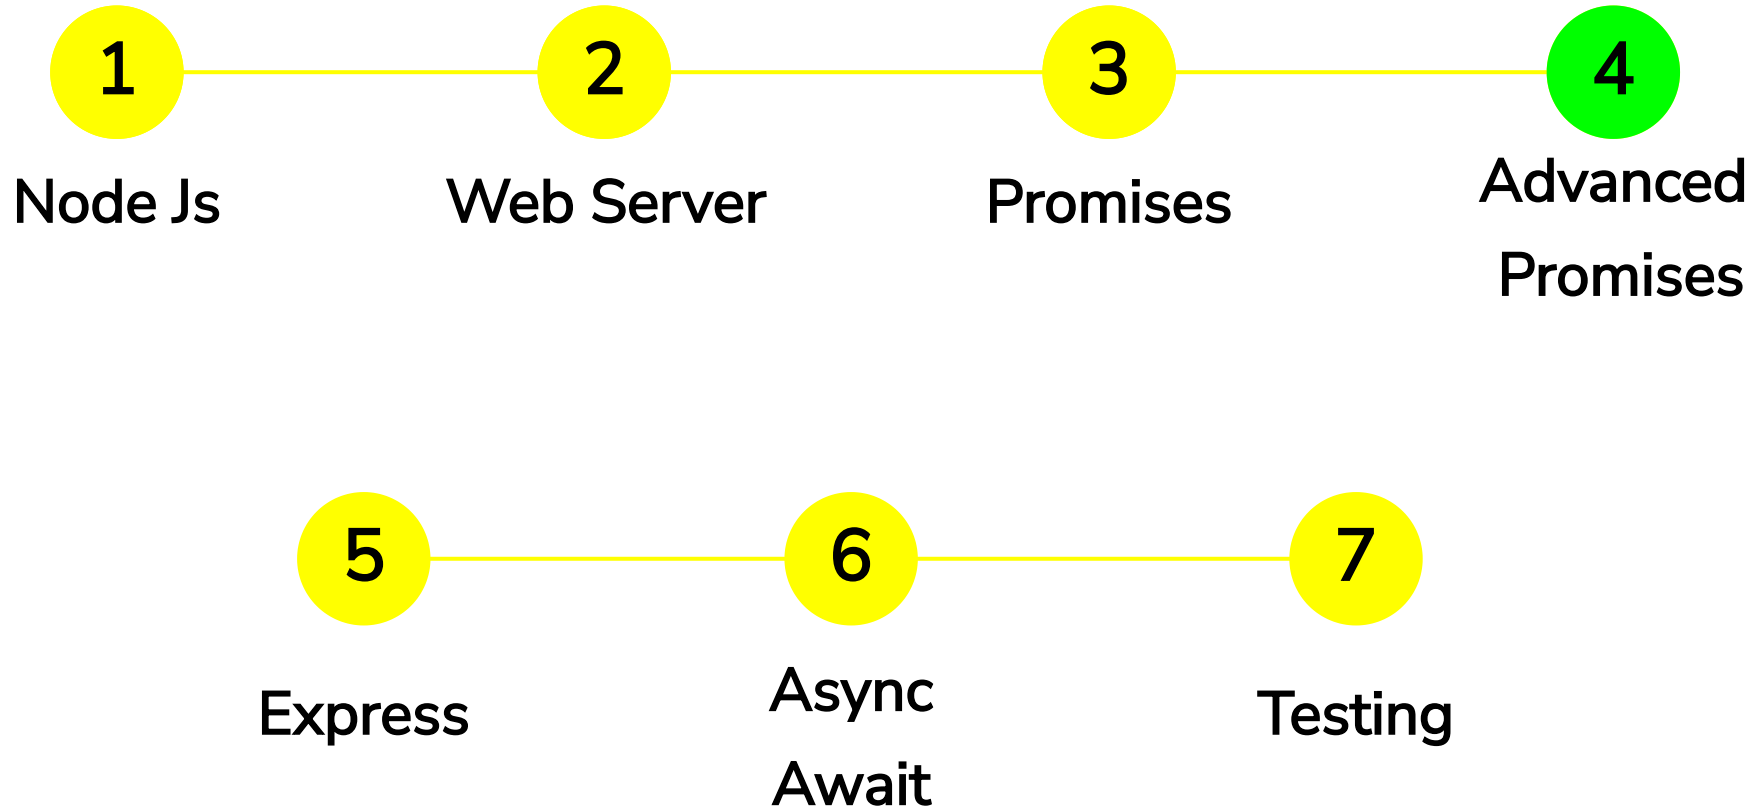 1 2 3 4
Node Js Web Server Promises Advanced
Promises
5 6 7
Express Async Testing
Await